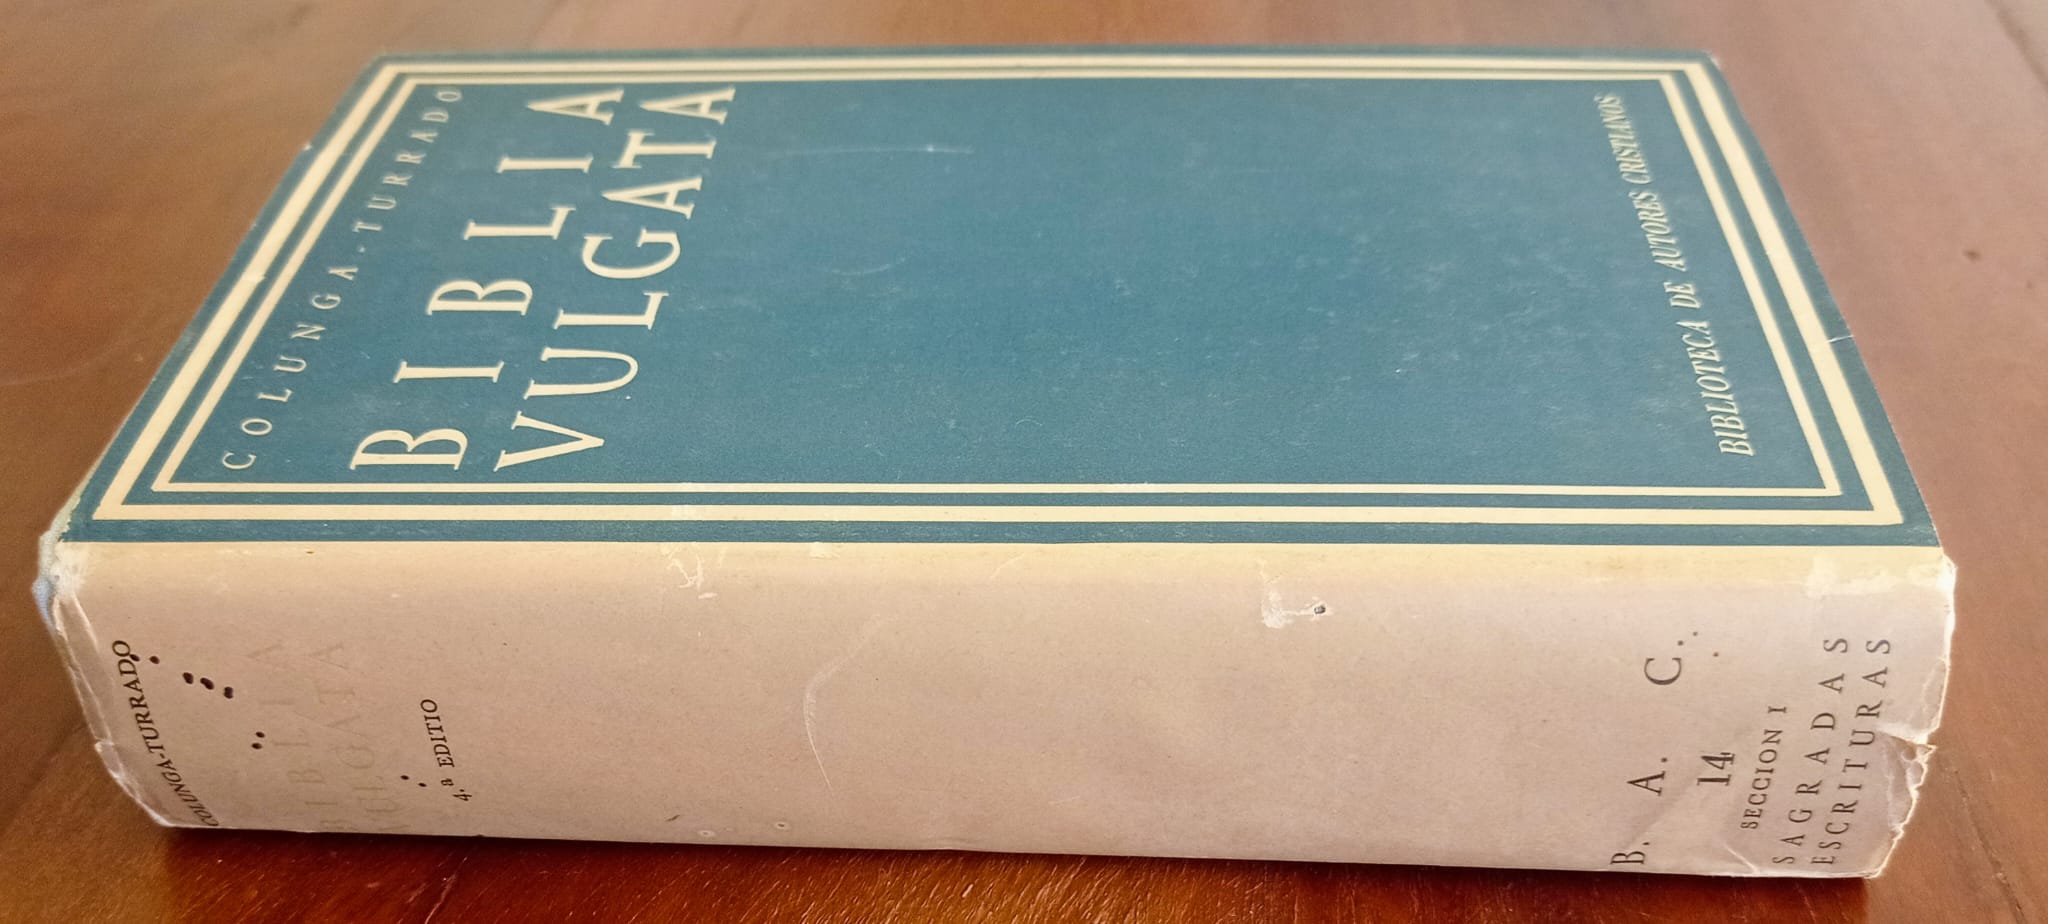 COLUNGA-TURRADO
BIBLIA
VULGATA
BIBLIOTECA DE AUTORES CRISTIANOS
COLUNGA-TURRADO
BIBLIA
VULGATA
4.ª EDITIO
B. A. C.
14
SECCION I
SAGRADAS
ESCRITURAS